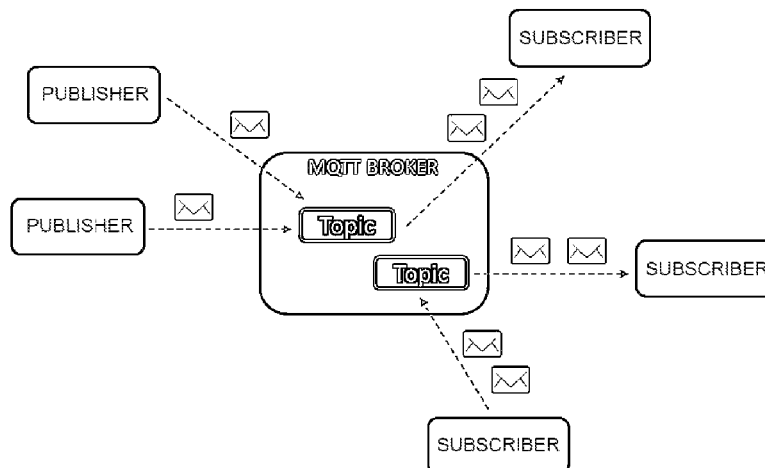 SUBSCRIBER
PUBLISHER
MQTT BROKER
PUBLISHER
Topic
Topic
SUBSCRIBER
SUBSCRIBER